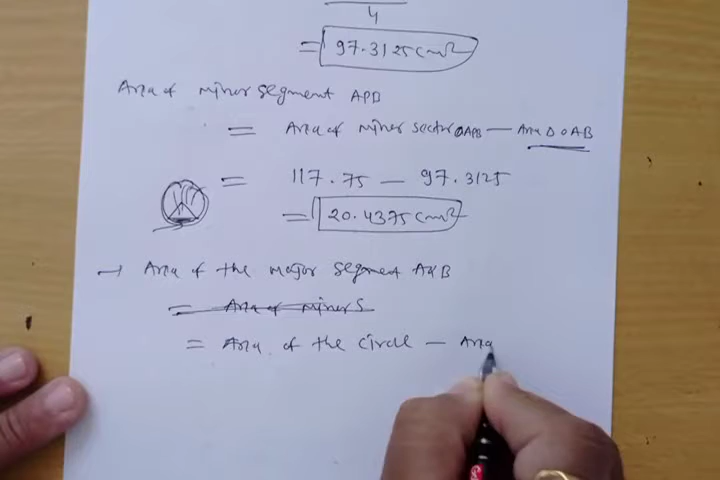 4
= 97.3125 cm²
Area of minor segment APB
= Area of minor sector OAPB — Area Δ OAB
= 117.75 — 97.3125
= 20.4375 cm²
→ Area of the major segment AQB
= Area of minor S
= Area of the circle — Area